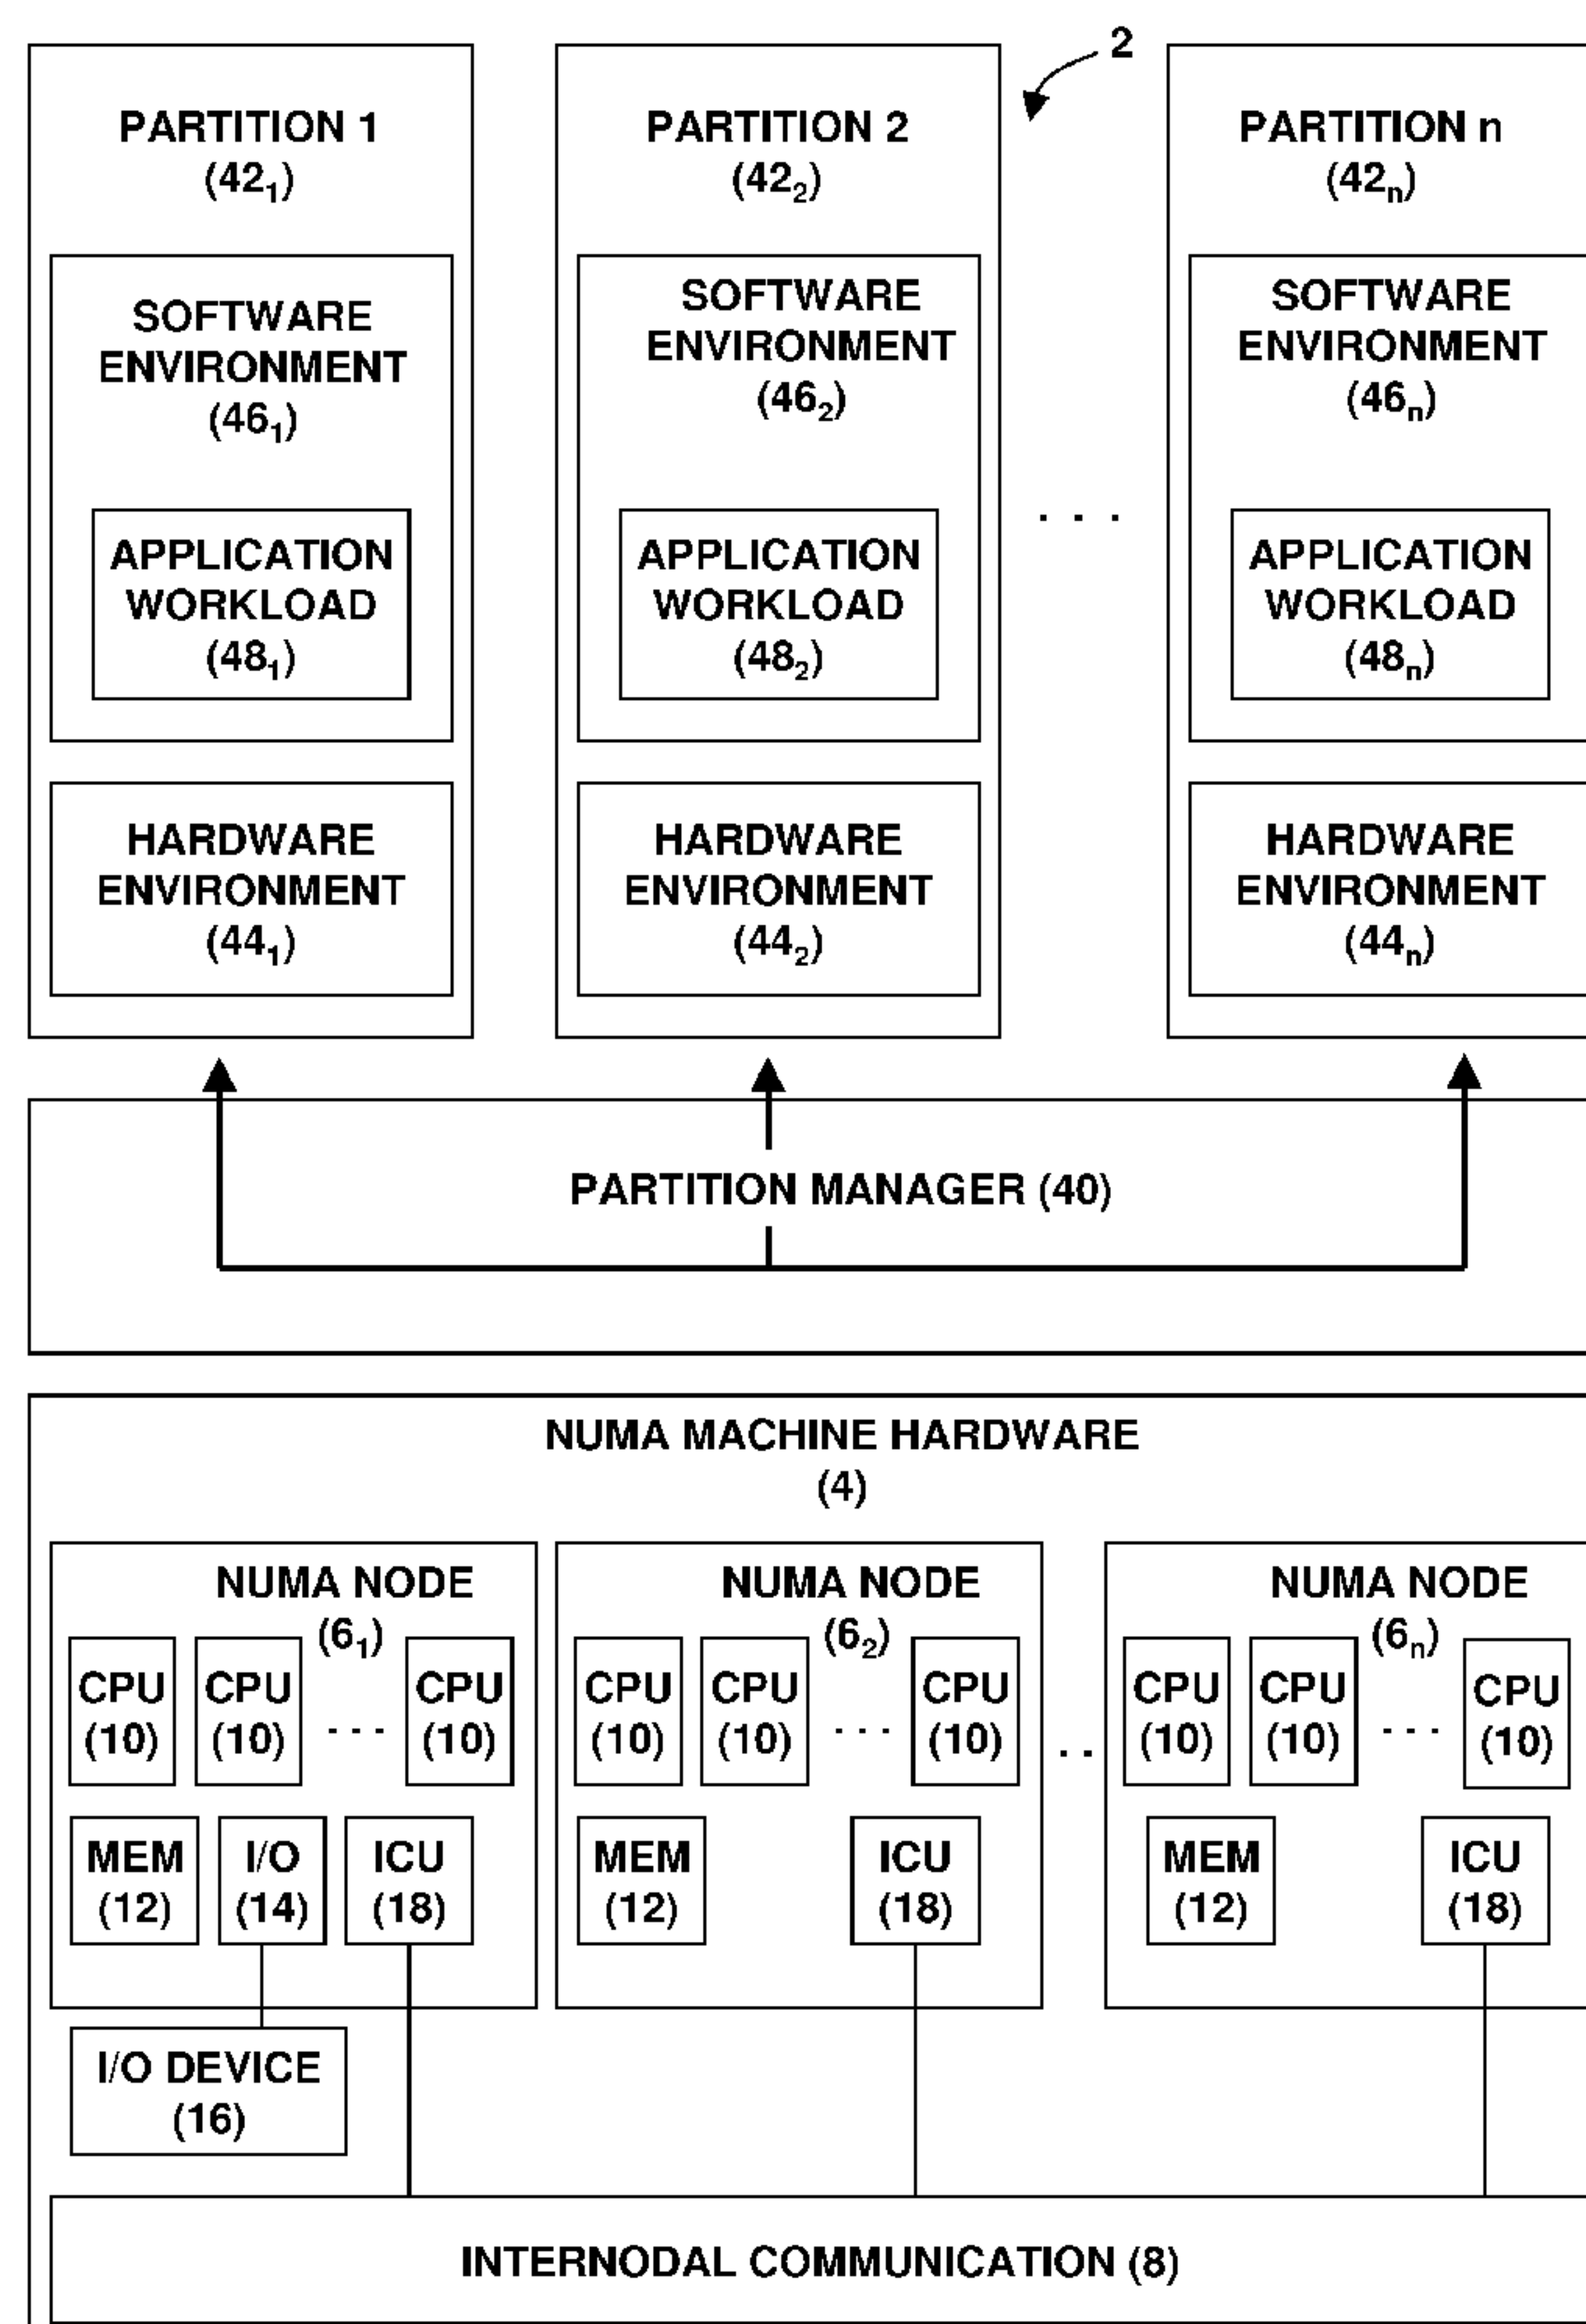 2
PARTITION 1
(42₁)
SOFTWARE
ENVIRONMENT
(46₁)
APPLICATION
WORKLOAD
(48₁)
HARDWARE
ENVIRONMENT
(44₁)
PARTITION 2
(42₂)
SOFTWARE
ENVIRONMENT
(46₂)
APPLICATION
WORKLOAD
(48₂)
HARDWARE
ENVIRONMENT
(44₂)
. . .
PARTITION n
(42ₙ)
SOFTWARE
ENVIRONMENT
(46ₙ)
APPLICATION
WORKLOAD
(48ₙ)
HARDWARE
ENVIRONMENT
(44ₙ)
PARTITION MANAGER (40)
NUMA MACHINE HARDWARE
(4)
NUMA NODE
(6₁)
CPU
(10)
CPU
(10)
. . .
CPU
(10)
MEM
(12)
I/O
(14)
ICU
(18)
I/O DEVICE
(16)
NUMA NODE
(6₂)
CPU
(10)
CPU
(10)
. . .
CPU
(10)
MEM
(12)
ICU
(18)
. .
NUMA NODE
(6ₙ)
CPU
(10)
CPU
(10)
. . .
CPU
(10)
MEM
(12)
ICU
(18)
INTERNODAL COMMUNICATION (8)